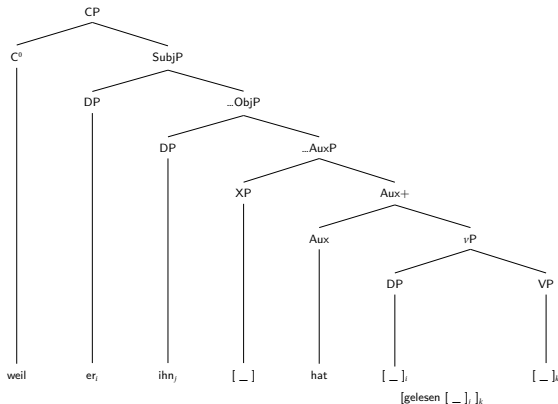 CP
C⁰ SubjP
DP ...ObjP
DP ...AuxP
XP Aux+
Aux vP
DP VP
weil erᵢ ihnⱼ [ _ ] hat [ _ ]ᵢ [ _ ]ₖ
[gelesen [ _ ]ⱼ ]ₖ